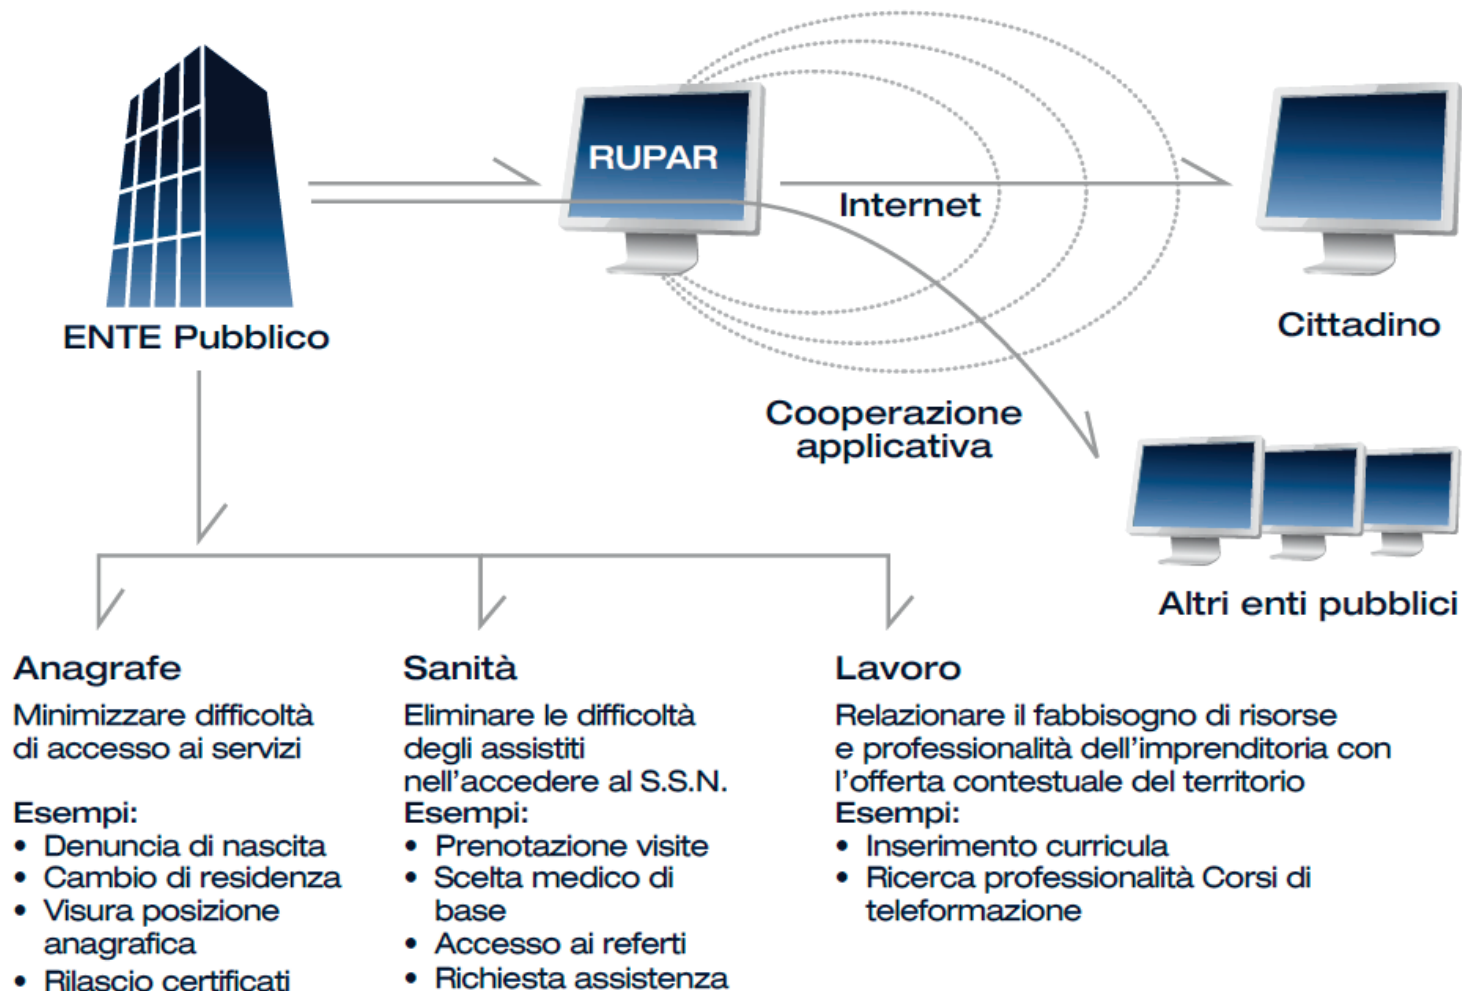 RUPAR
Internet
ENTE Pubblico
Cittadino
Cooperazione
applicativa
Altri enti pubblici
Anagrafe
Minimizzare difficoltà
di accesso ai servizi
Esempi:
• Denuncia di nascita
• Cambio di residenza
• Visura posizione
anagrafica
• Rilascio certificati
Sanità
Eliminare le difficoltà
degli assistiti
nell'accedere al S.S.N.
Esempi:
• Prenotazione visite
• Scelta medico di
base
• Accesso ai referti
• Richiesta assistenza
Lavoro
Relazionare il fabbisogno di risorse
e professionalità dell'imprenditoria con
l'offerta contestuale del territorio
Esempi:
• Inserimento curricula
• Ricerca professionalità Corsi di
teleformazione